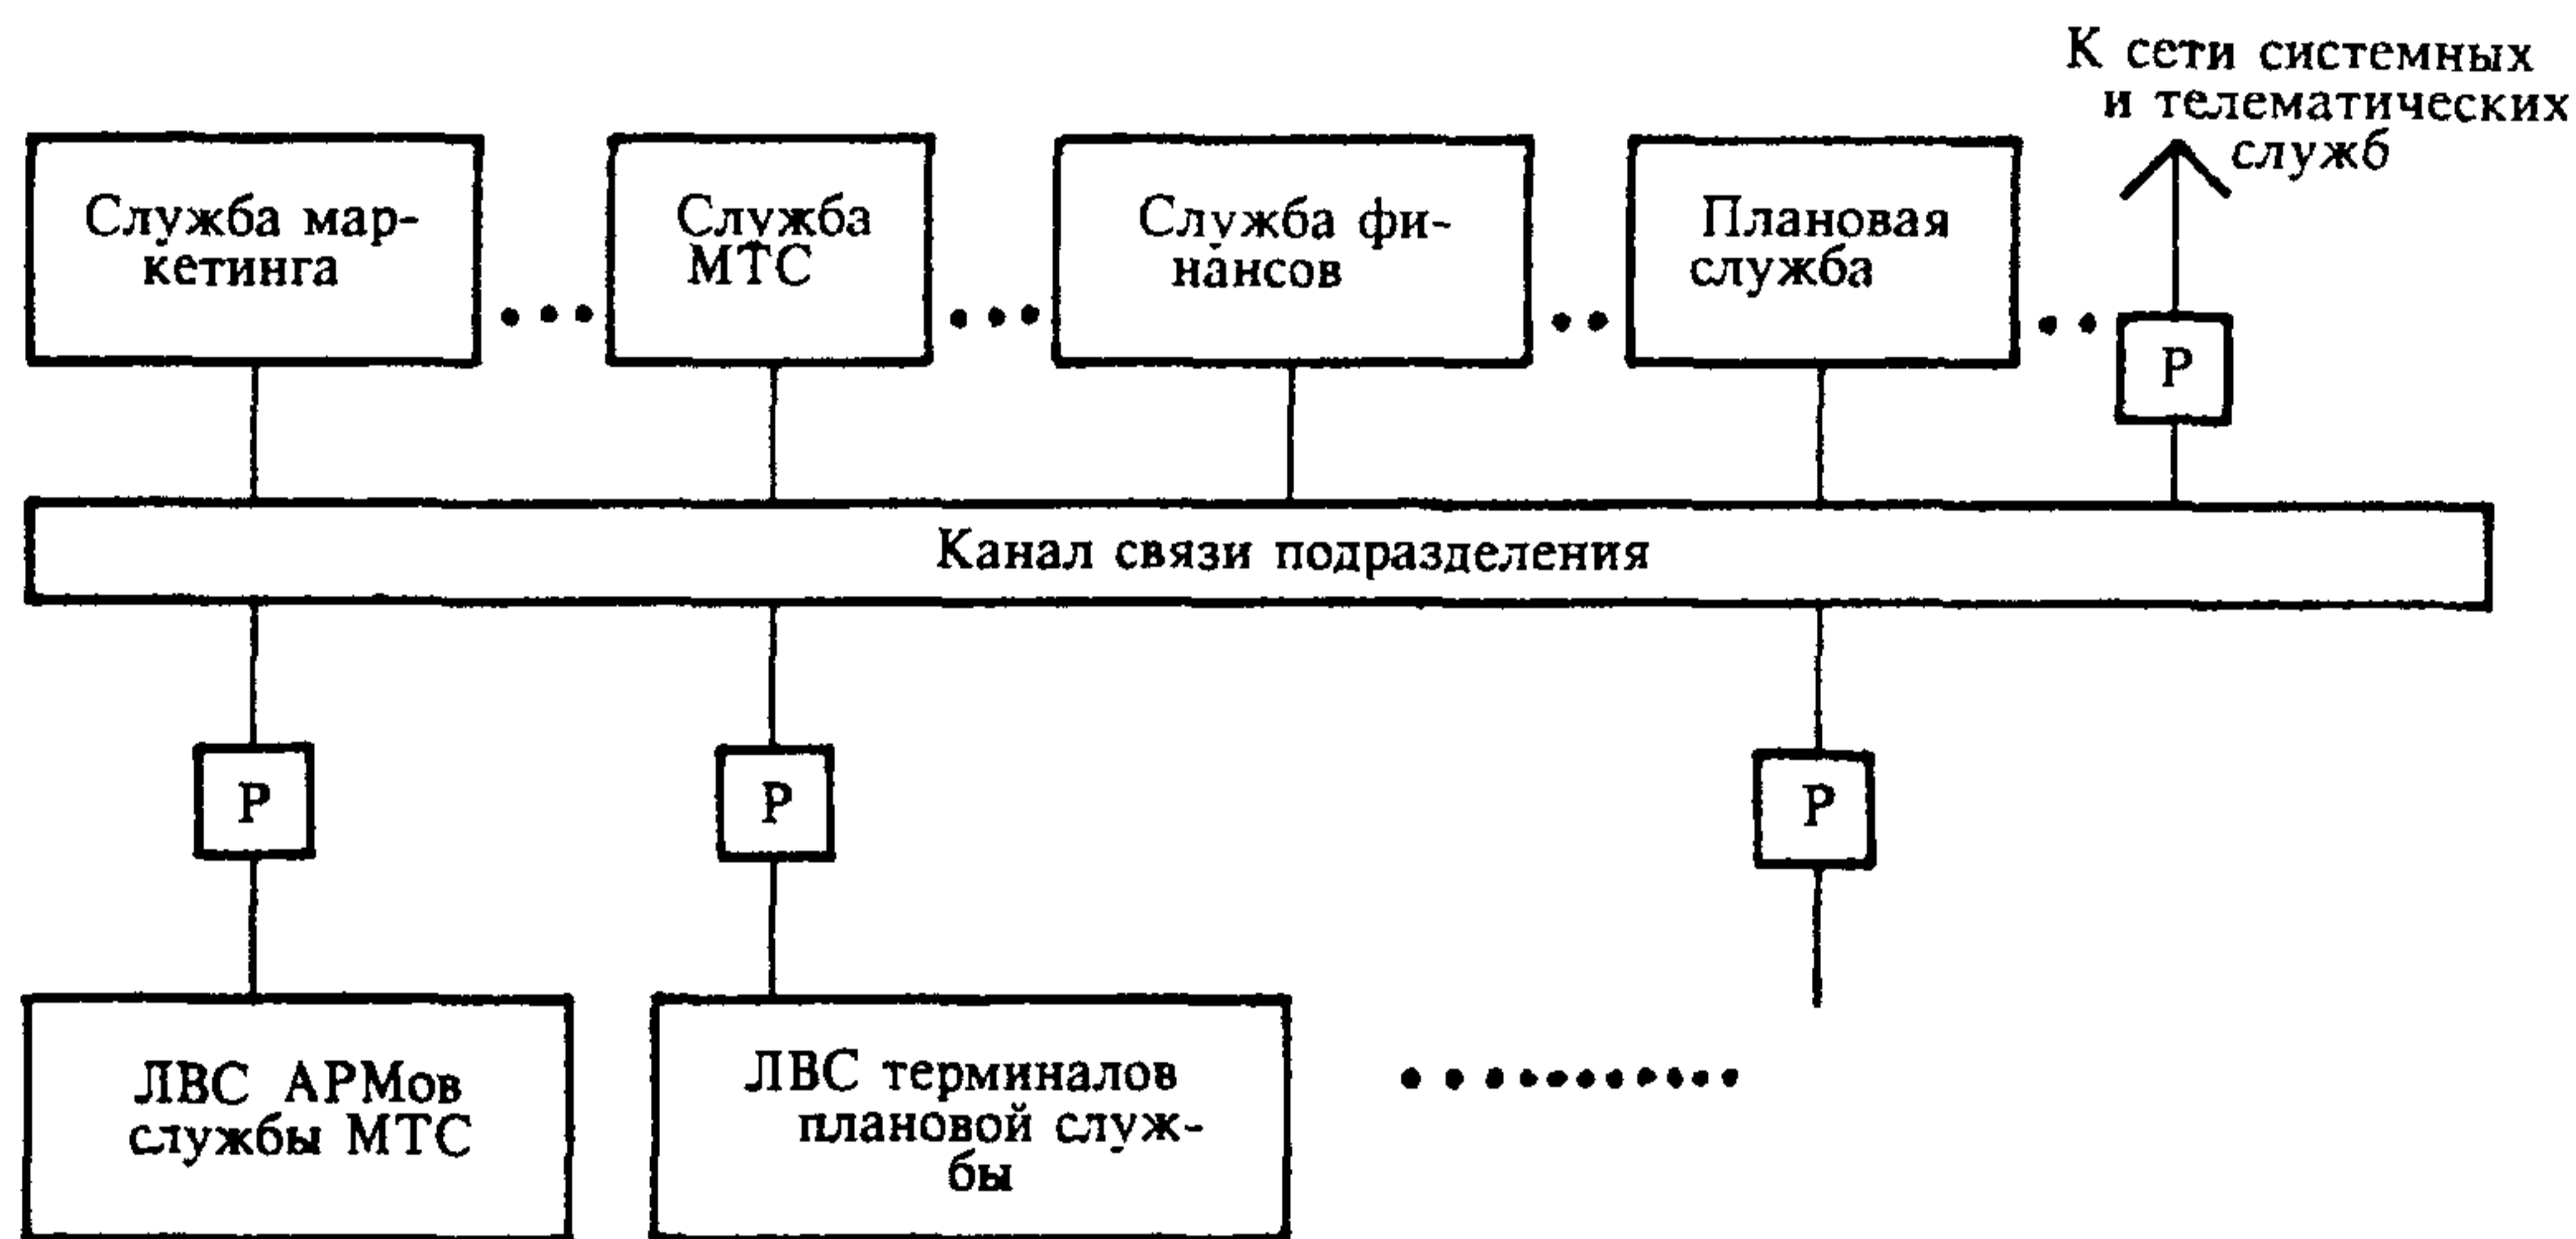 К сети системных
и телематических
служб
Служба мар-
кетинга
Служба
МТС
Служба фи-
нансов
Плановая
служба
Р
Канал связи подразделения
Р
Р
Р
ЛВС АРМов
службы МТС
ЛВС терминалов
плановой служ-
бы